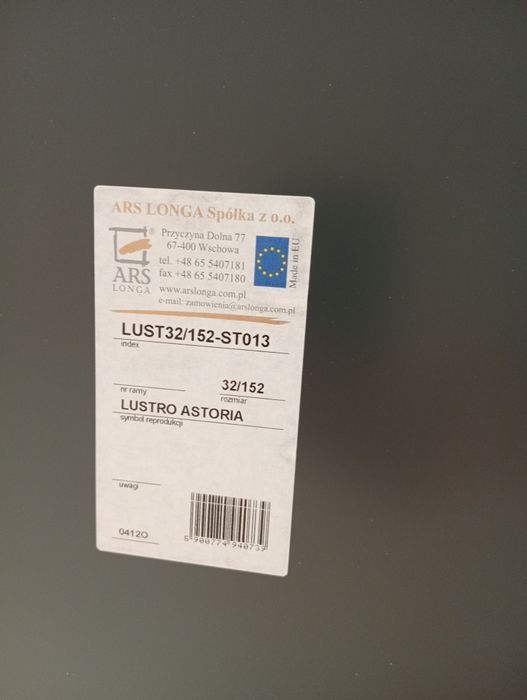 ARS LONGA Spółka z o.o.
®
ARS
LONGA
Przyczyna Dolna 77
67-400 Wschowa
tel. +48 65 5407181
fax +48 65 5407180
www.arslonga.com.pl
e-mail: zamowienia@arslonga.com.pl
Made in EU
LUST32/152-ST013
index
32/152
nr ramy
rozmiar
LUSTRO ASTORIA
symbol reprodukcji
uwagi
0412O
5900774940739